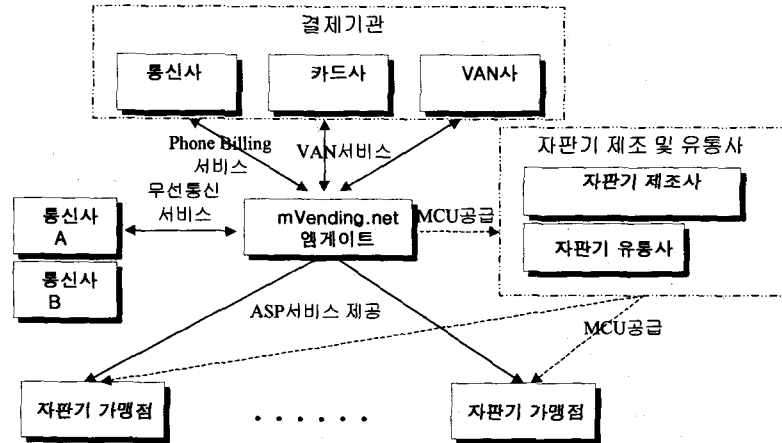 결제기관
통신사
카드사
VAN사
Phone Billing
서비스
VAN서비스
자판기 제조 및 유통사
자판기 제조사
자판기 유통사
무선통신
서비스
통신사
A
통신사
B
mVending.net
엠게이트
MCU공급
ASP서비스 제공
MCU공급
자판기 가맹점
. . . . . .
자판기 가맹점